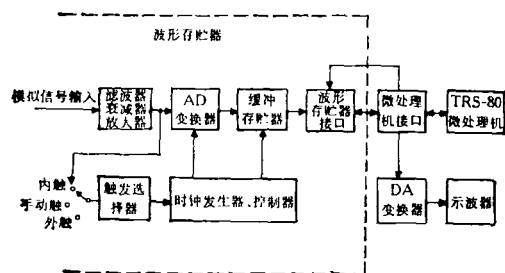 波形存贮器
模拟信号输入
滤波器
衰减器
放大器
AD
变换器
缓冲
存贮器
波形
存贮器
接口
微处理
机接口
TRS-80
微处理机
内触
手动触
外触
触发选
择器
时钟发生器、控制器
DA
变换器
示波器